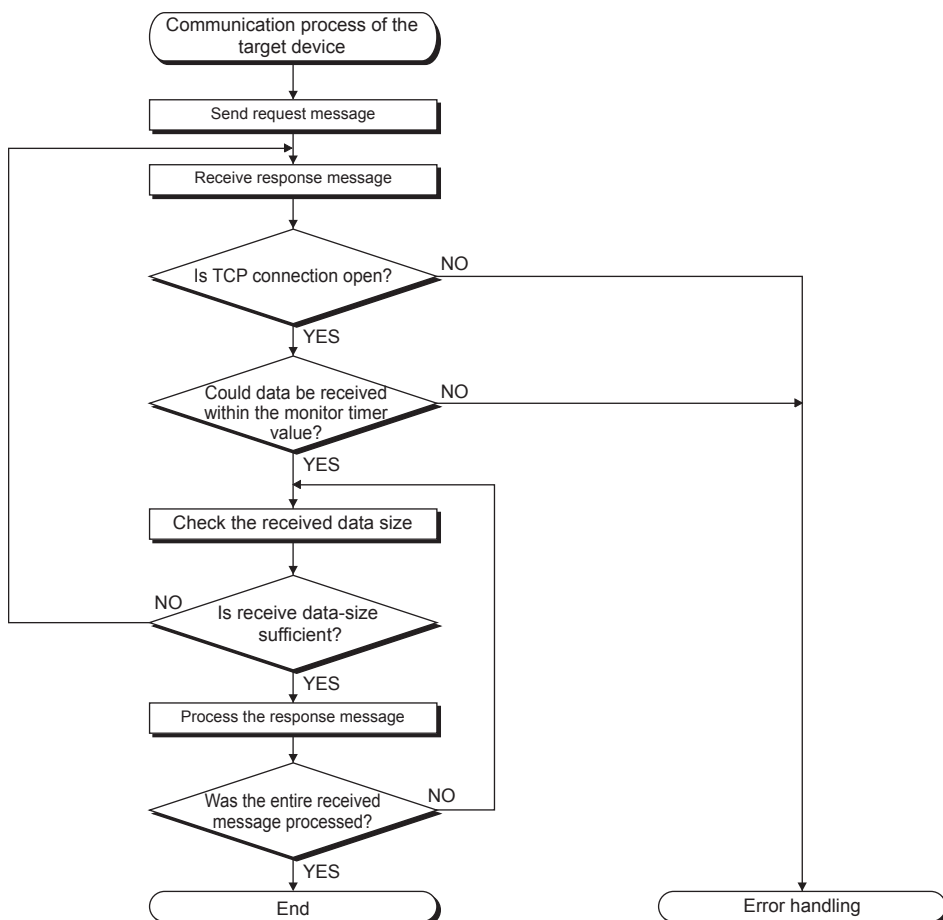 Communication process of the
target device
Send request message
Receive response message
Is TCP connection open?
NO
YES
Could data be received
within the monitor timer
value?
NO
YES
Check the received data size
NO
Is receive data-size
sufficient?
YES
Process the response message
Was the entire received
message processed?
NO
YES
End
Error handling